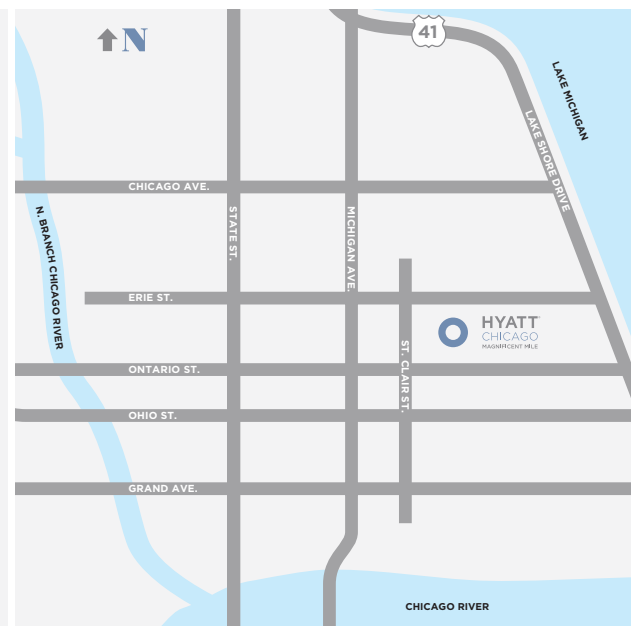 N
41
LAKE MICHIGAN
LAKE SHORE DRIVE
CHICAGO AVE.
N. BRANCH CHICAGO RIVER
STATE ST.
MICHIGAN AVE.
ERIE ST.
HYATT
CHICAGO
MAGNIFICENT MILE
ST. CLAIR ST.
ONTARIO ST.
OHIO ST.
GRAND AVE.
CHICAGO RIVER